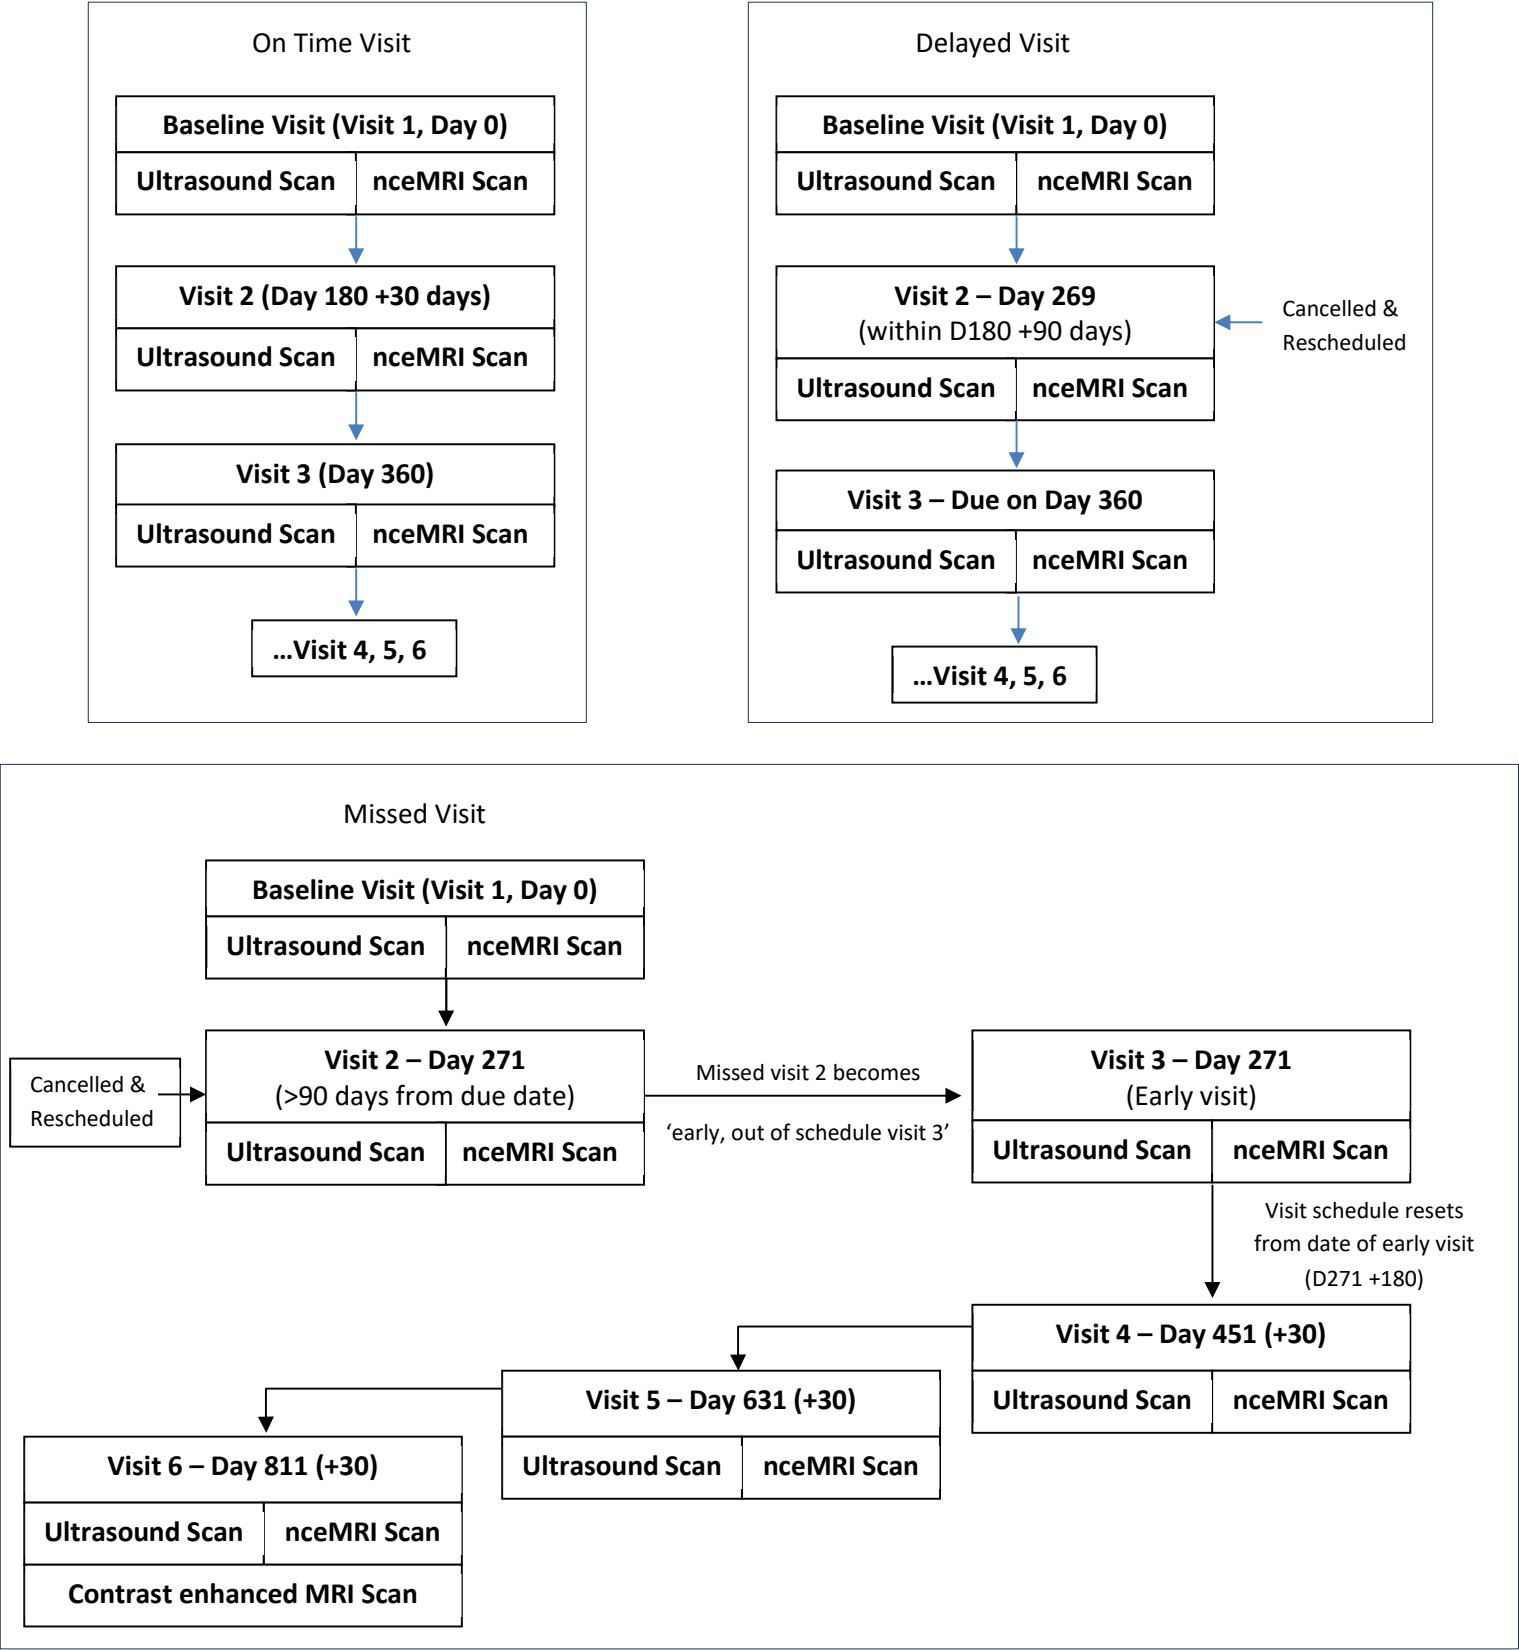 On Time Visit
Baseline Visit (Visit 1, Day 0)
Ultrasound Scan nceMRI Scan
Visit 2 (Day 180 +30 days)
Ultrasound Scan nceMRI Scan
Visit 3 (Day 360)
Ultrasound Scan nceMRI Scan
...Visit 4, 5, 6
Delayed Visit
Baseline Visit (Visit 1, Day 0)
Ultrasound Scan nceMRI Scan
Visit 2 – Day 269
(within D180 +90 days)
Ultrasound Scan nceMRI Scan
Cancelled &
Rescheduled
Visit 3 – Due on Day 360
Ultrasound Scan nceMRI Scan
...Visit 4, 5, 6
Missed Visit
Baseline Visit (Visit 1, Day 0)
Ultrasound Scan nceMRI Scan
Cancelled &
Rescheduled
Visit 2 – Day 271
(>90 days from due date)
Ultrasound Scan nceMRI Scan
Missed visit 2 becomes
‘early, out of schedule visit 3’
Visit 3 – Day 271
(Early visit)
Ultrasound Scan nceMRI Scan
Visit schedule resets
from date of early visit
(D271 +180)
Visit 4 – Day 451 (+30)
Ultrasound Scan nceMRI Scan
Visit 5 – Day 631 (+30)
Ultrasound Scan nceMRI Scan
Visit 6 – Day 811 (+30)
Ultrasound Scan nceMRI Scan
Contrast enhanced MRI Scan